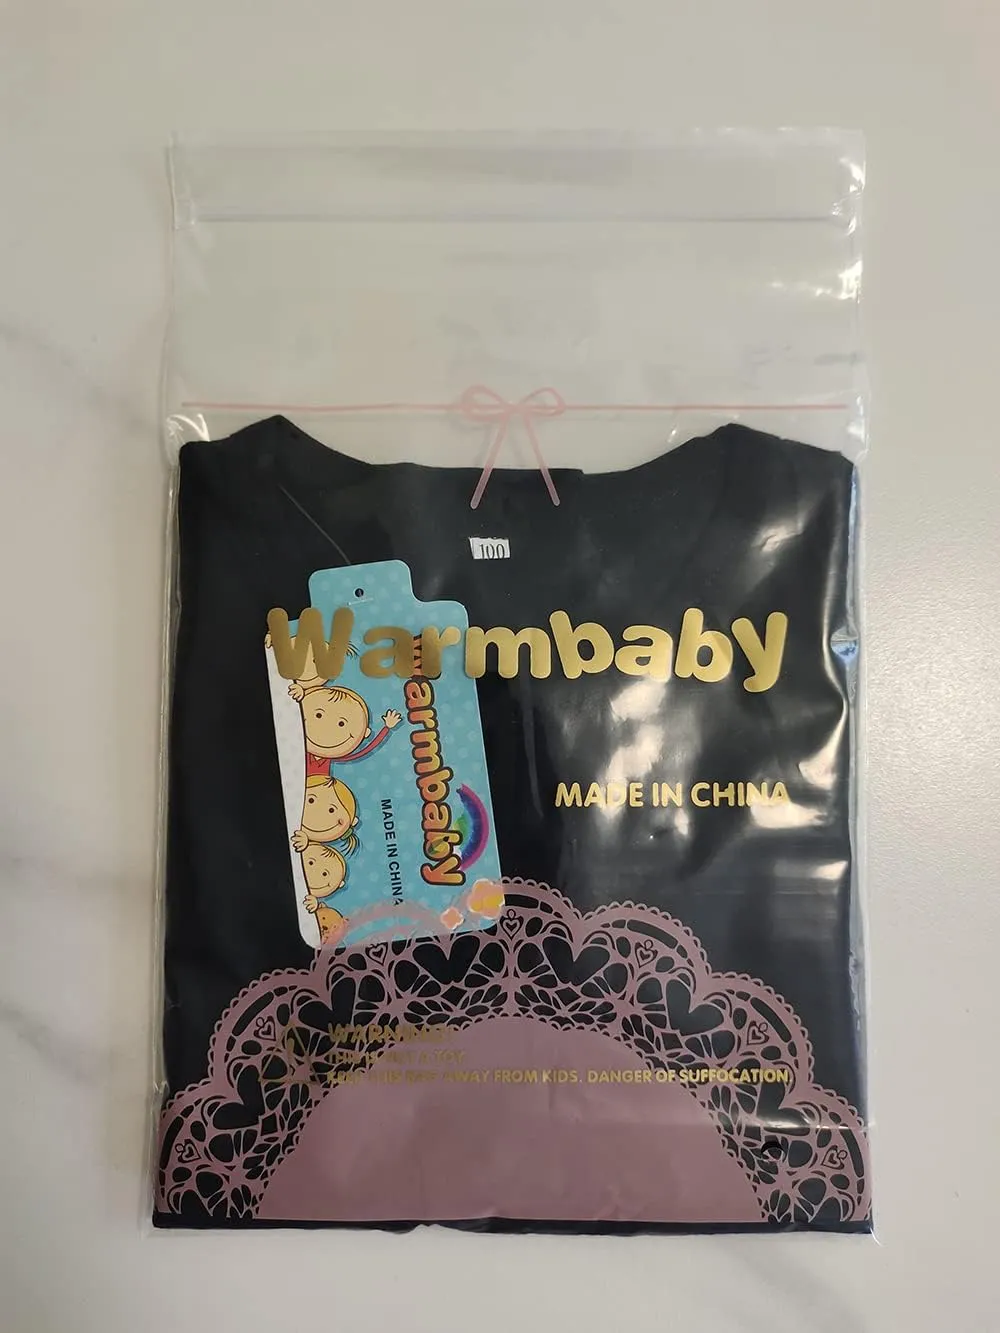 100
Warmbaby
Warmbaby
MADE IN CHINA
MADE IN CHINA
WARNING!
THIS IS NOT A TOY.
KEEP THIS BAG AWAY FROM KIDS. DANGER OF SUFFOCATION.